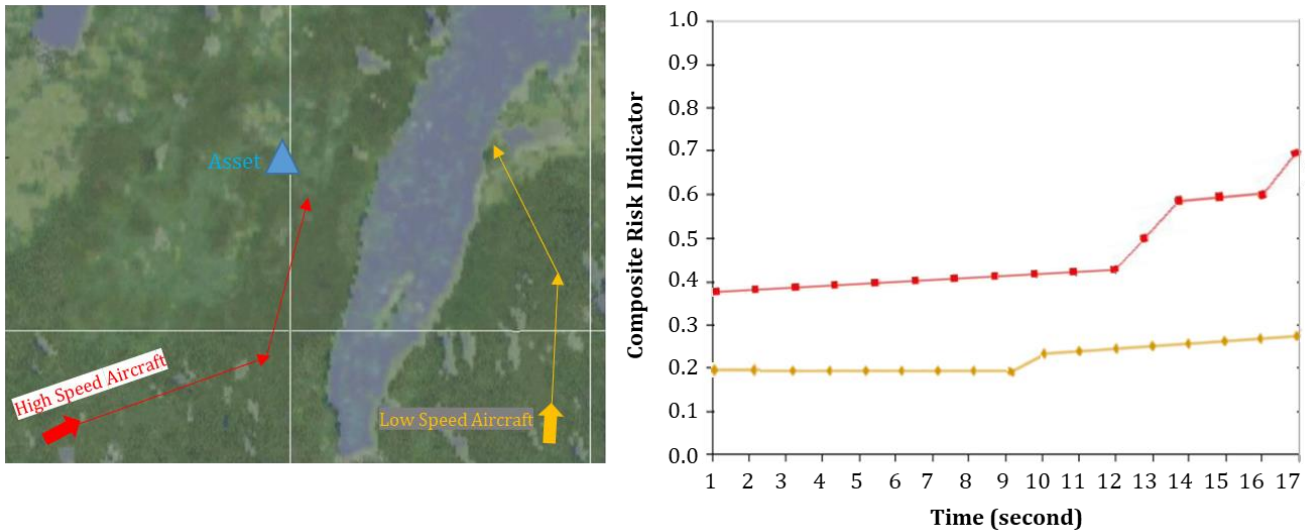 Asset
High Speed Aircraft
Low Speed Aircraft
Composite Risk Indicator
1.0
0.9
0.8
0.7
0.6
0.5
0.4
0.3
0.2
0.1
0.0
1 2 3 4 5 6 7 8 9 10 11 12 13 14 15 16 17
Time (second)